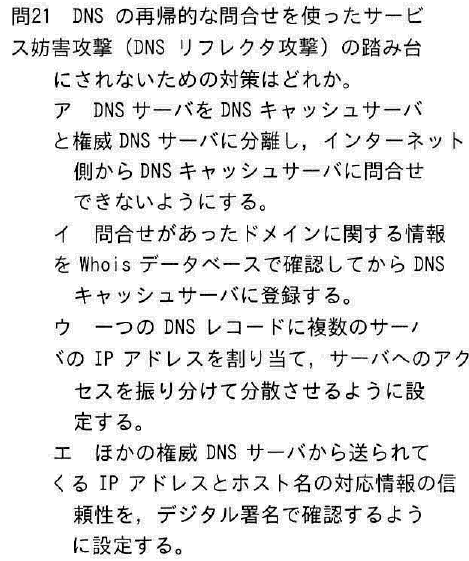 問21 DNS の再帰的な問合せを使ったサービ
ス妨害攻撃（DNS リフレクタ攻撃）の踏み台
にされないための対策はどれか。
ア DNS サーバを DNS キャッシュサーバ
と権威 DNS サーバに分離し，インターネット
側から DNS キャッシュサーバに問合せ
できないようにする。
イ 問合せがあったドメインに関する情報
を Whois データベースで確認してから DNS
キャッシュサーバに登録する。
ウ 一つの DNS レコードに複数のサー
バの IP アドレスを割り当て，サーバへのアク
セスを振り分けて分散させるように設
定する。
エ ほかの権威 DNS サーバから送られて
くる IP アドレスとホスト名の対応情報の信
頼性を，デジタル署名で確認するよう
に設定する。